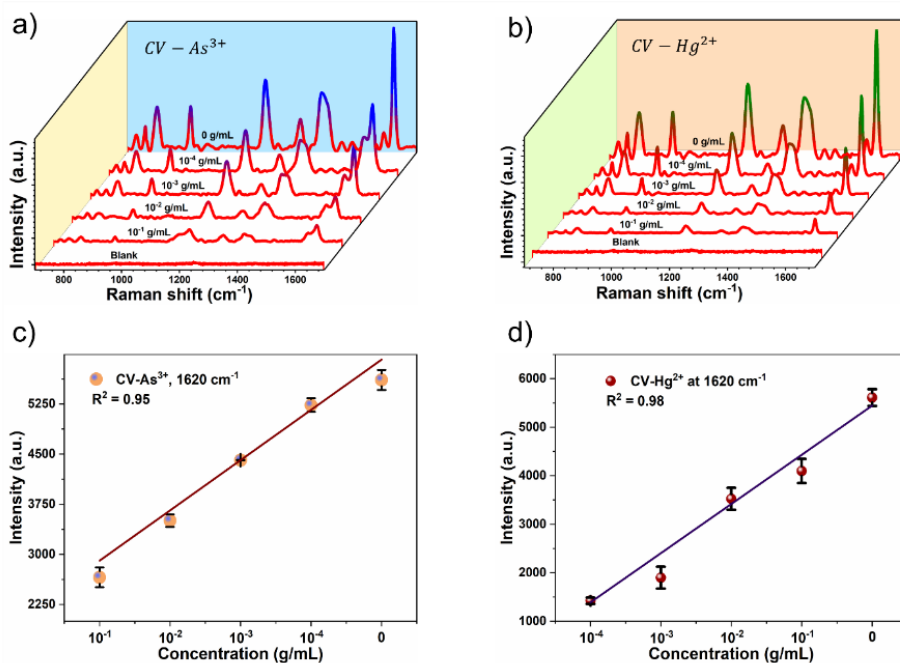 a)
CV − As³⁺
0 g/mL
10⁻⁴ g/mL
10⁻³ g/mL
10⁻² g/mL
10⁻¹ g/mL
Blank
Intensity (a.u.)
800 1000 1200 1400 1600
Raman shift (cm⁻¹)
b)
CV − Hg²⁺
0 g/mL
10⁻⁴ g/mL
10⁻³ g/mL
10⁻² g/mL
10⁻¹ g/mL
Blank
Intensity (a.u.)
800 1000 1200 1400 1600
Raman shift (cm⁻¹)
c)
CV-As³⁺, 1620 cm⁻¹
R² = 0.95
5250
4500
3750
3000
2250
Intensity (a.u.)
10⁻¹ 10⁻² 10⁻³ 10⁻⁴ 0
Concentration (g/mL)
d)
CV-Hg²⁺ at 1620 cm⁻¹
R² = 0.98
6000
5000
4000
3000
2000
1000
Intensity (a.u.)
10⁻⁴ 10⁻³ 10⁻² 10⁻¹ 0
Concentration (g/mL)